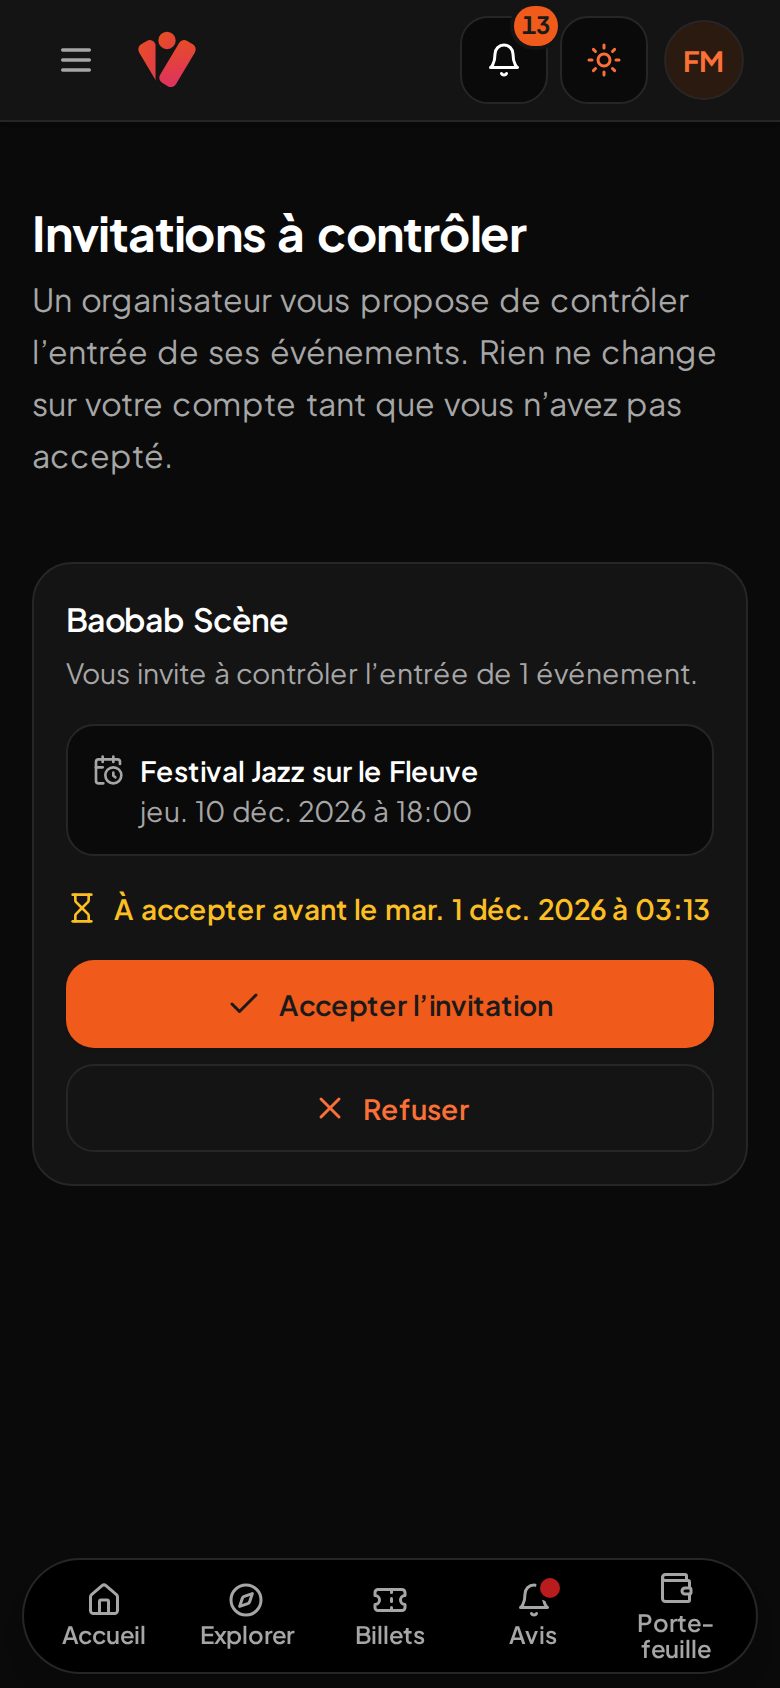 13
FM
Invitations à contrôler
Un organisateur vous propose de contrôler
l’entrée de ses événements. Rien ne change
sur votre compte tant que vous n’avez pas
accepté.
Baobab Scène
Vous invite à contrôler l’entrée de 1 événement.
Festival Jazz sur le Fleuve
jeu. 10 déc. 2026 à 18:00
À accepter avant le mar. 1 déc. 2026 à 03:13
Accepter l’invitation
Refuser
Accueil
Explorer
Billets
Avis
Porte-
feuille